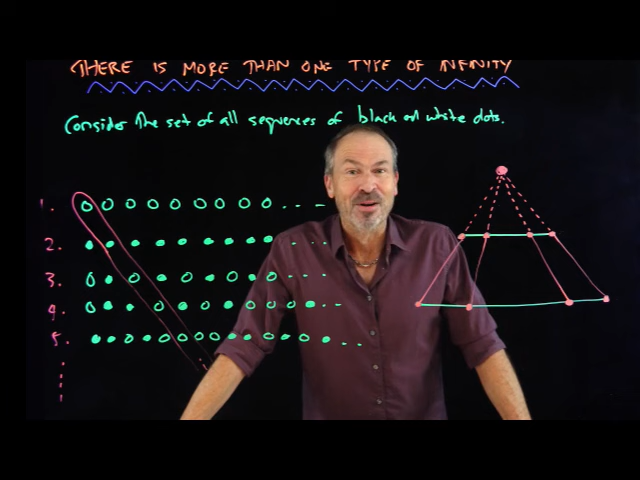 THERE IS MORE THAN ONE TYPE OF INFINITY
Consider The set of all sequences of black or white dots.
1.
2.
3.
4.
5.